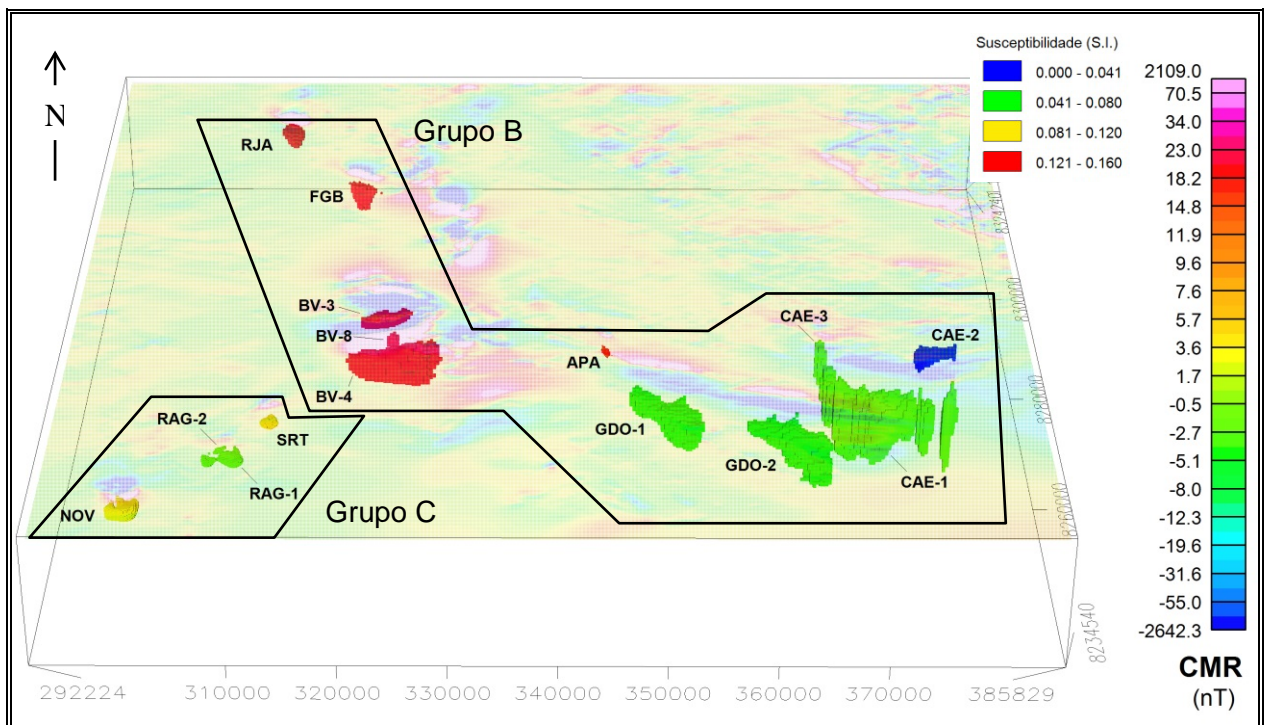 Susceptibilidade (S.I.)
0.000 - 0.041
0.041 - 0.080
0.081 - 0.120
0.121 - 0.160
N
Grupo B
RJA
FGB
BV-3
BV-8
BV-4
APA
CAE-3
CAE-2
GDO-1
GDO-2
CAE-1
RAG-2
SRT
RAG-1
NOV
Grupo C
8300000
8280000
8260000
8234540
292224
310000
320000
330000
340000
350000
360000
370000
385829
2109.0
70.5
34.0
23.0
18.2
14.8
11.9
9.6
7.6
5.7
3.6
1.7
-0.5
-2.7
-5.1
-8.0
-12.3
-19.6
-31.6
-55.0
-2642.3
CMR
(nT)